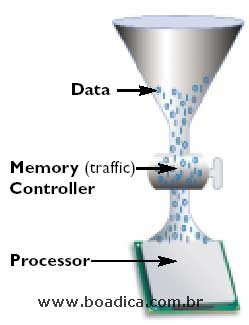 Data
Memory (traffic)
Controller
Processor
www.boadica.com.br